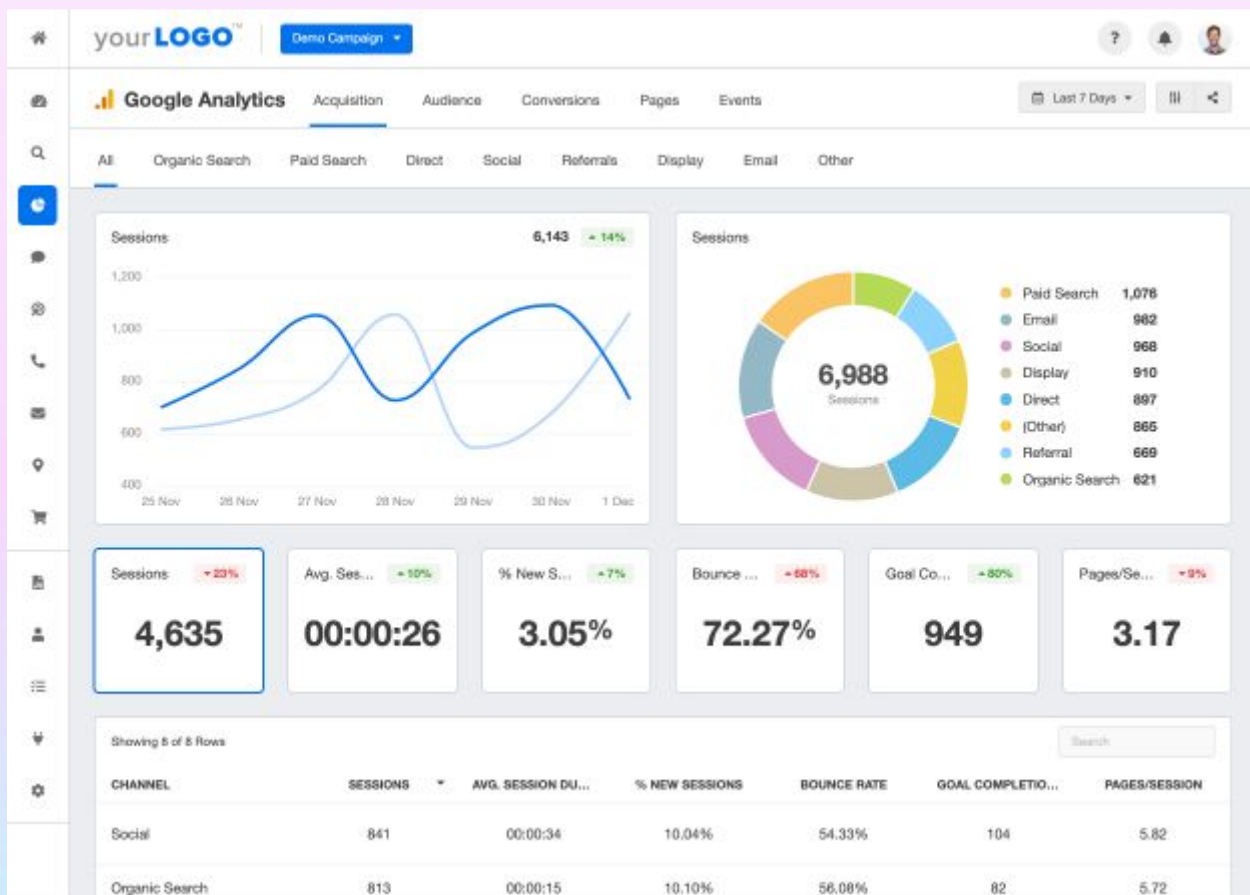 yourLOGO™ Demo Campaign ?
Google Analytics Acquisition Audience Conversions Pages Events Last 7 Days
All Organic Search Paid Search Direct Social Referrals Display Email Other
Sessions 6,143 14%
1,200
1,000
800
600
400
25 Nov 26 Nov 27 Nov 28 Nov 29 Nov 30 Nov 1 Dec
Sessions
6,988
Sessions
Paid Search 1,076
Email 982
Social 968
Display 910
Direct 897
(Other) 865
Referral 669
Organic Search 621
Sessions 23%
4,635
Avg. Ses... 10%
00:00:26
% New S... 7%
3.05%
Bounce ... 68%
72.27%
Goal Co... 80%
949
Pages/Se... 9%
3.17
Showing 8 of 8 Rows Search
CHANNEL SESSIONS AVG. SESSION DU... % NEW SESSIONS BOUNCE RATE GOAL COMPLETIO... PAGES/SESSION
Social 841 00:00:34 10.04% 54.33% 104 5.82
Organic Search 813 00:00:15 10.10% 56.08% 82 5.72